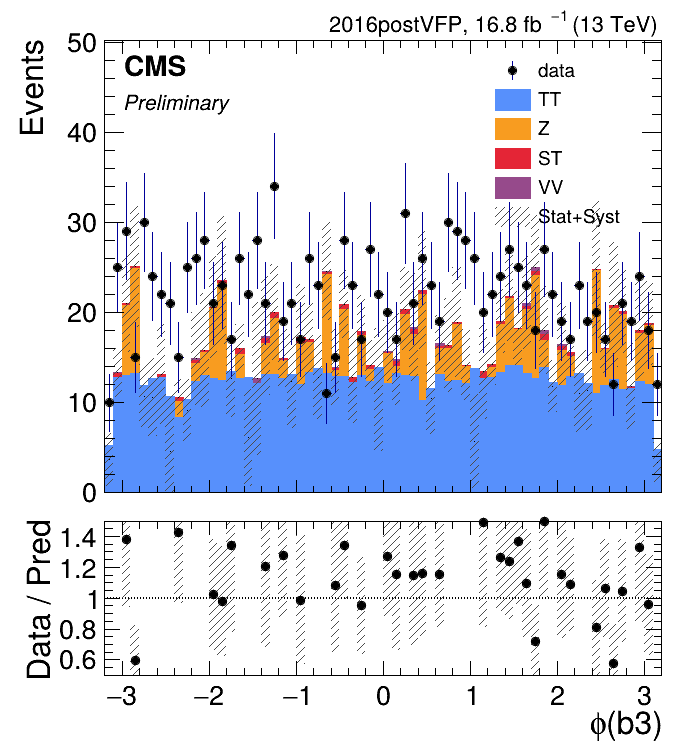 2016postVFP, 16.8 fb⁻¹ (13 TeV)
Events
50
40
30
20
10
0
CMS
Preliminary
data
TT
Z
ST
VV
Stat+Syst
Data / Pred
1.4
1.2
1
0.8
0.6
−3
−2
−1
0
1
2
3
ϕ(b3)